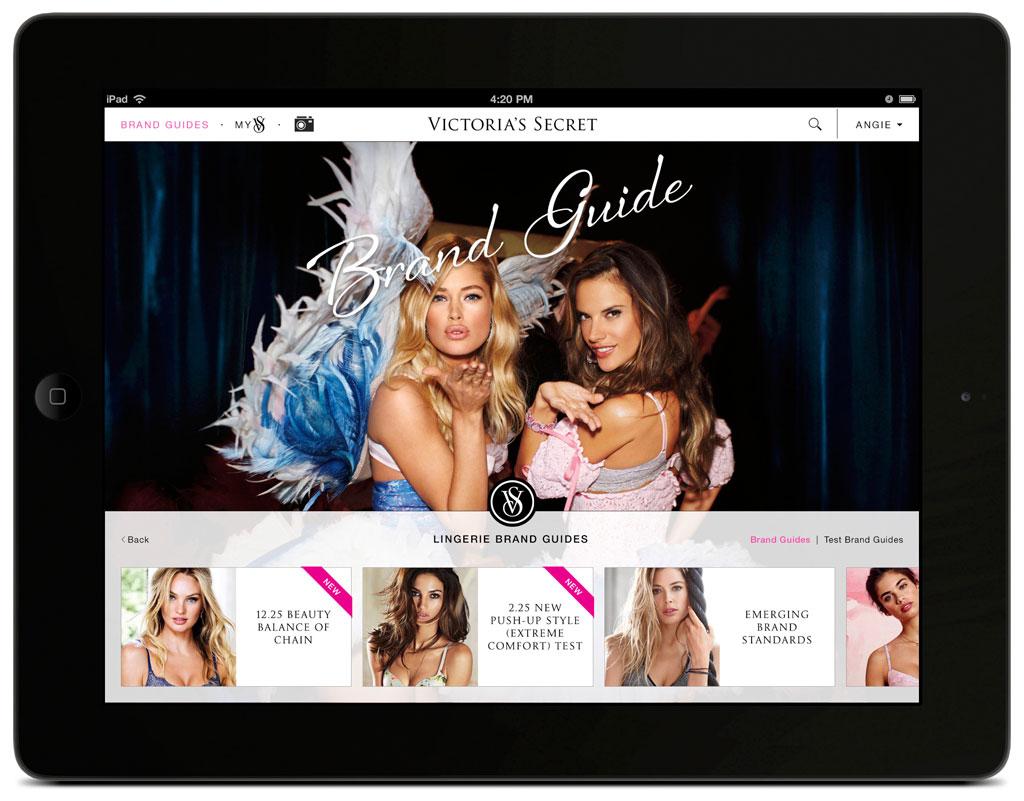 iPad 4:20 PM
BRAND GUIDES · MY VS · VICTORIA'S SECRET ANGIE
Brand Guide
VS
Back LINGERIE BRAND GUIDES Brand Guides | Test Brand Guides
NEW
12.25 BEAUTY
BALANCE OF
CHAIN
NEW
2.25 NEW
PUSH-UP STYLE
(EXTREME
COMFORT) TEST
EMERGING
BRAND
STANDARDS